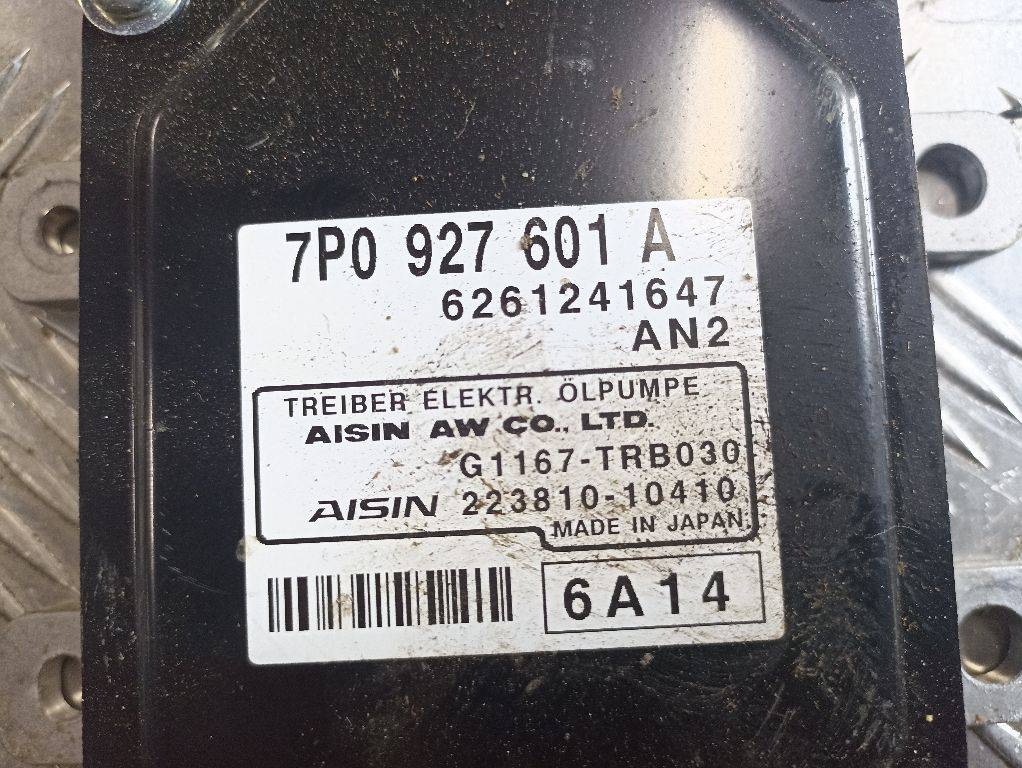 7P0 927 601 A
6261241647
AN2
TREIBER ELEKTR. ÖLPUMPE
AISIN AW CO., LTD.
G1167-TRB030
AISIN 223810-10410
MADE IN JAPAN
6A14